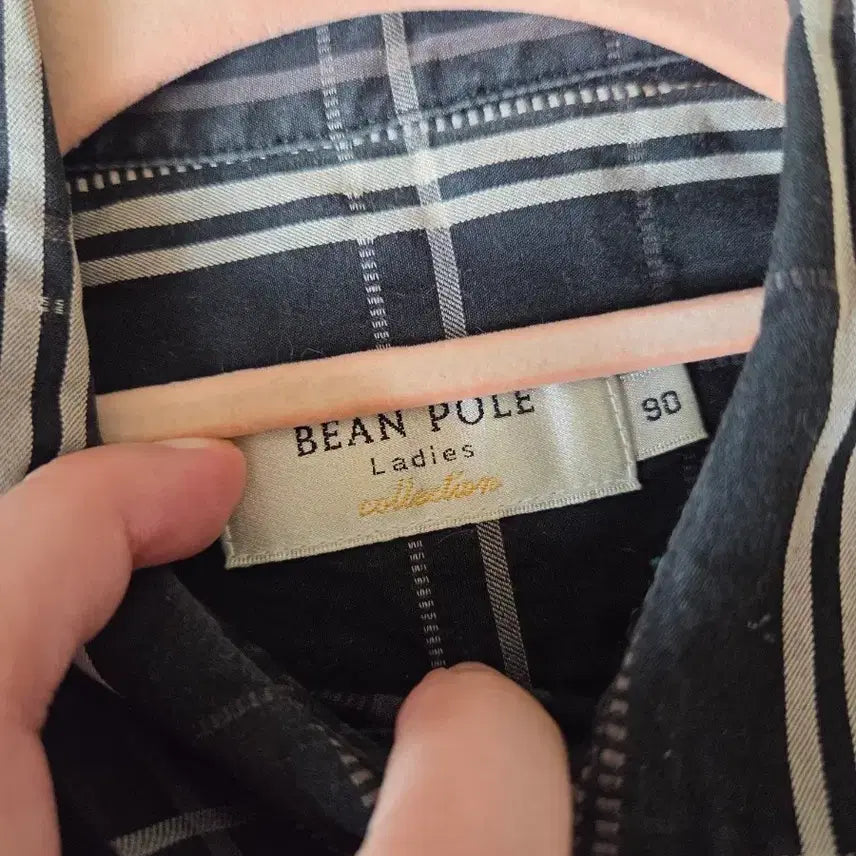 BEAN POLE
Ladies
collection
90